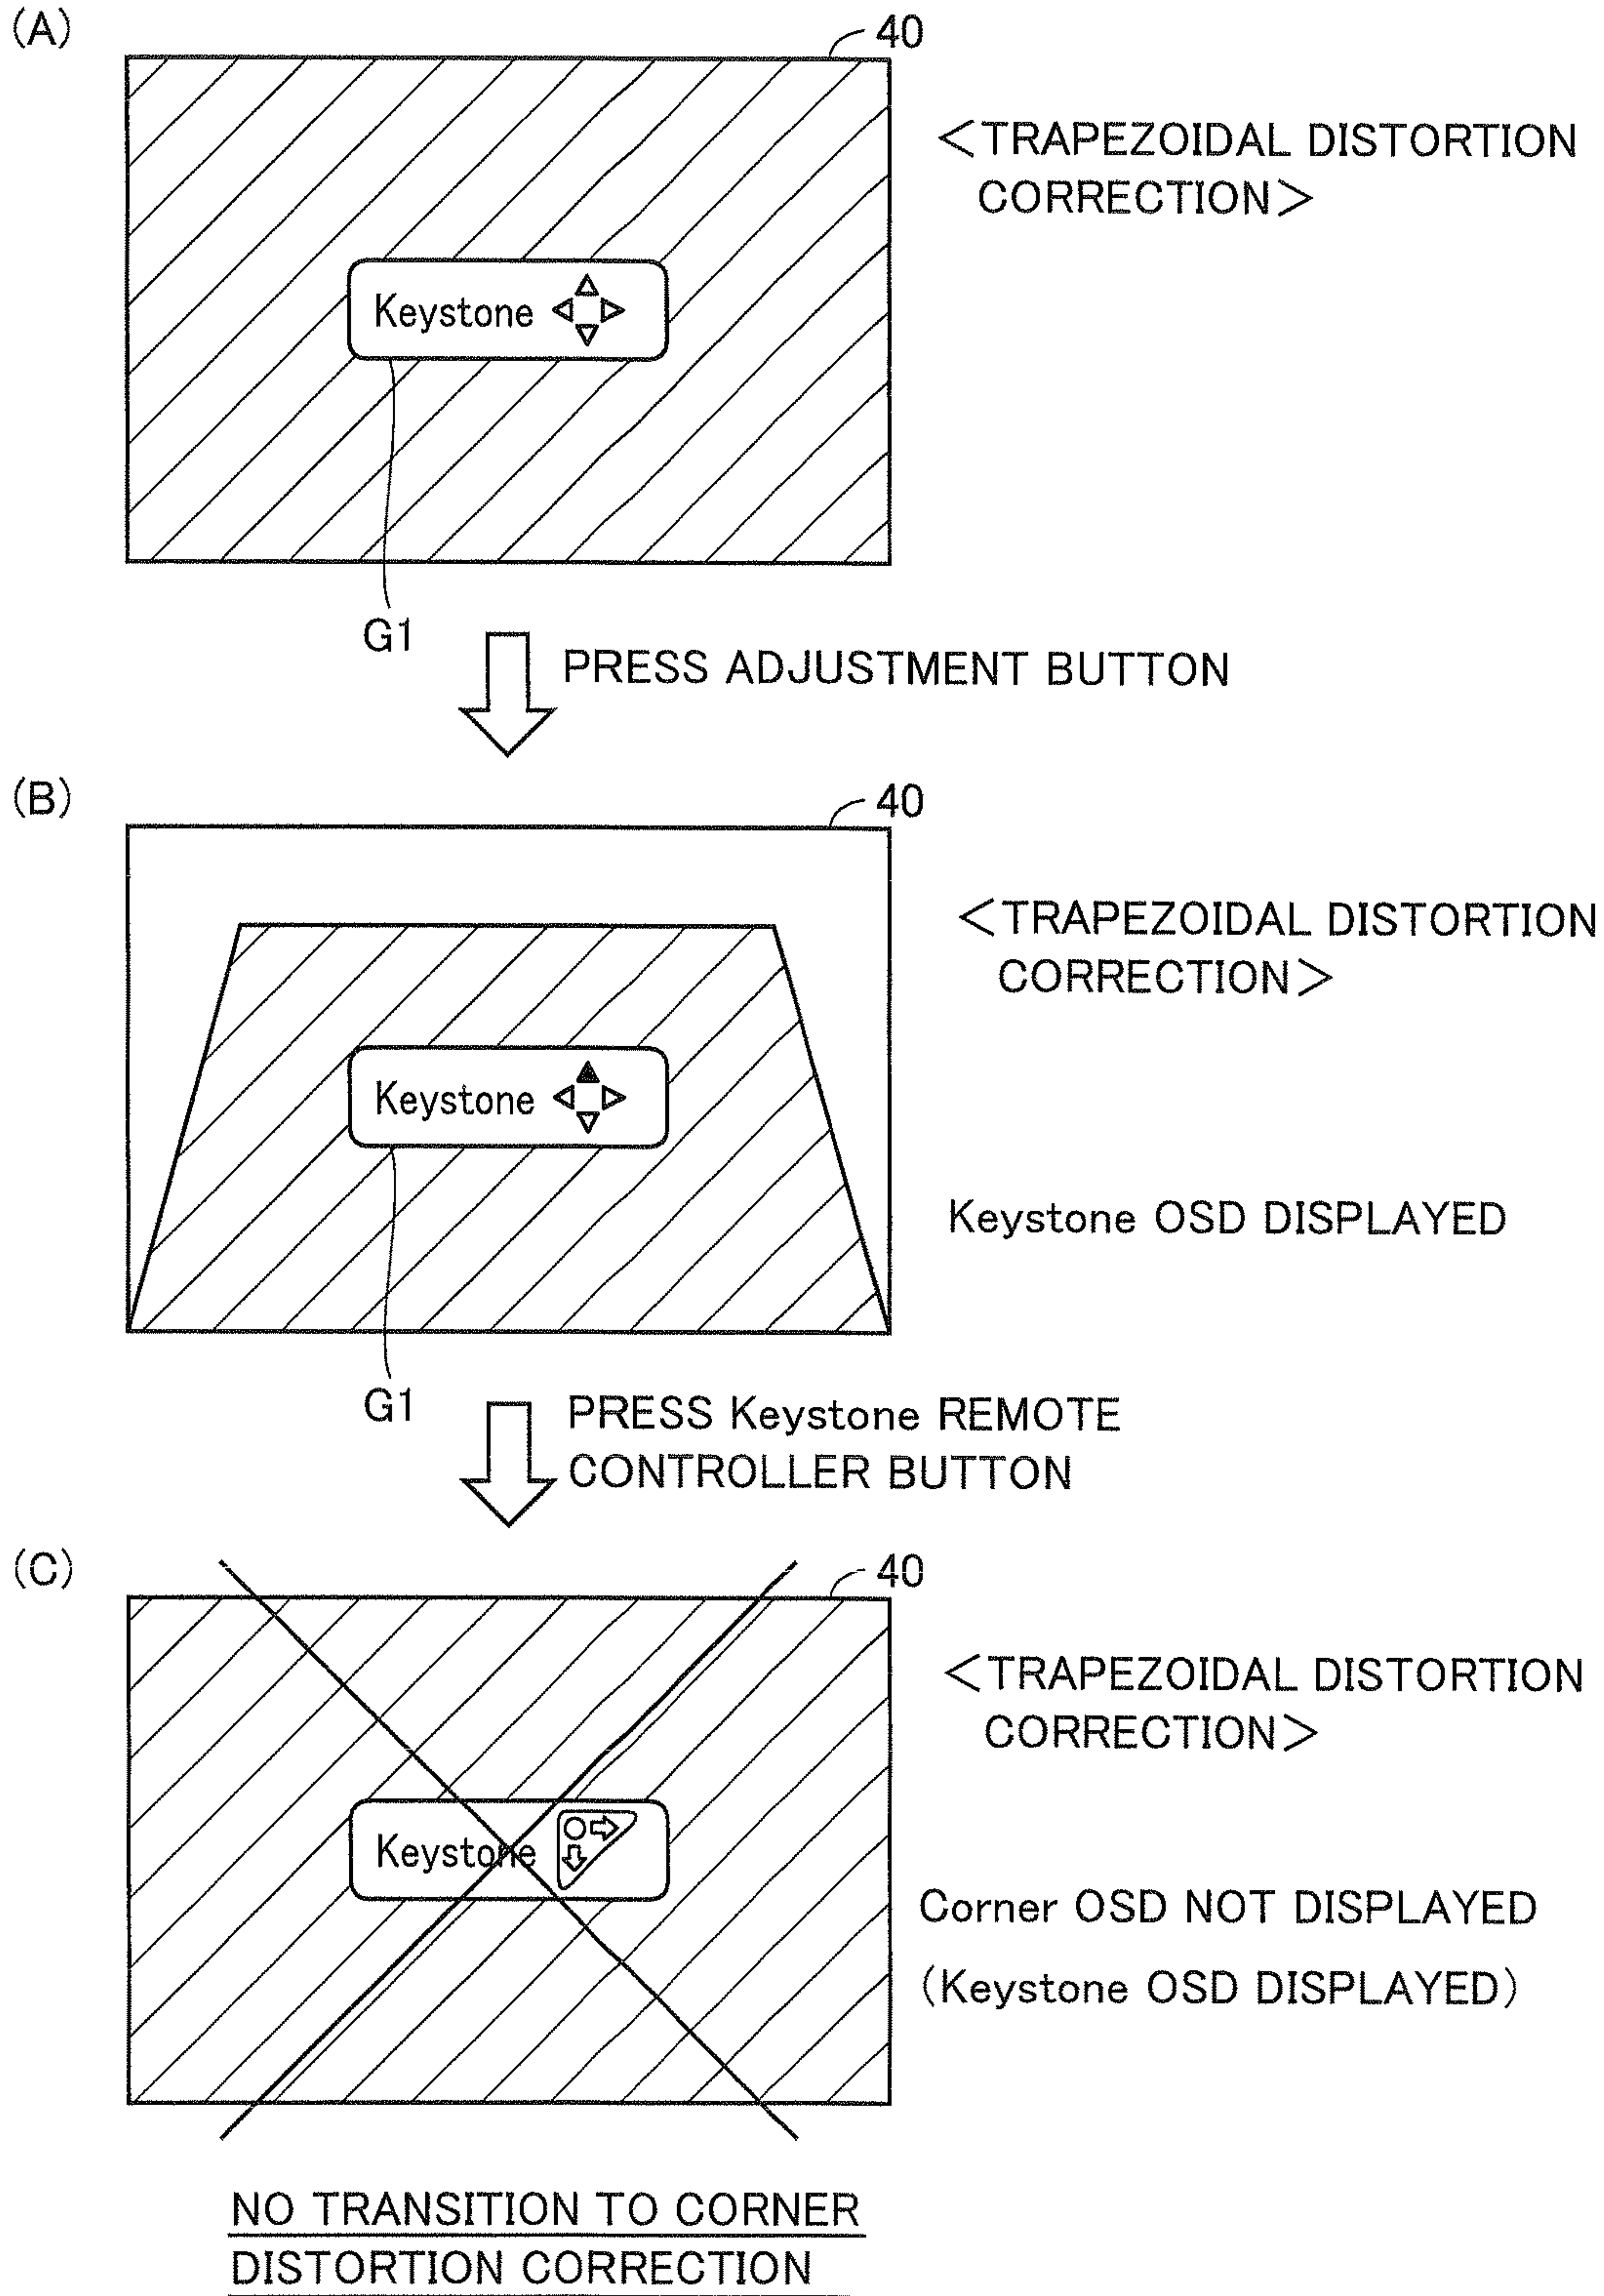 (A)
40
<TRAPEZOIDAL DISTORTION
CORRECTION>
Keystone
G1
PRESS ADJUSTMENT BUTTON
(B)
40
<TRAPEZOIDAL DISTORTION
CORRECTION>
Keystone
Keystone OSD DISPLAYED
G1
PRESS Keystone REMOTE
CONTROLLER BUTTON
(C)
40
<TRAPEZOIDAL DISTORTION
CORRECTION>
Keystone
Corner OSD NOT DISPLAYED
(Keystone OSD DISPLAYED)
NO TRANSITION TO CORNER
DISTORTION CORRECTION